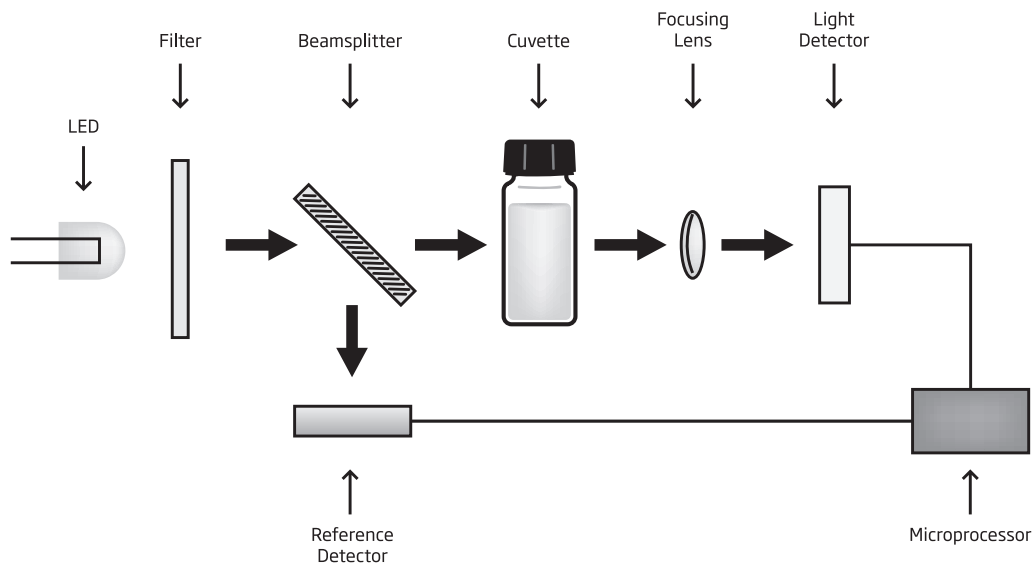 LED
Filter
Beamsplitter
Cuvette
Focusing
Lens
Light
Detector
Reference
Detector
Microprocessor